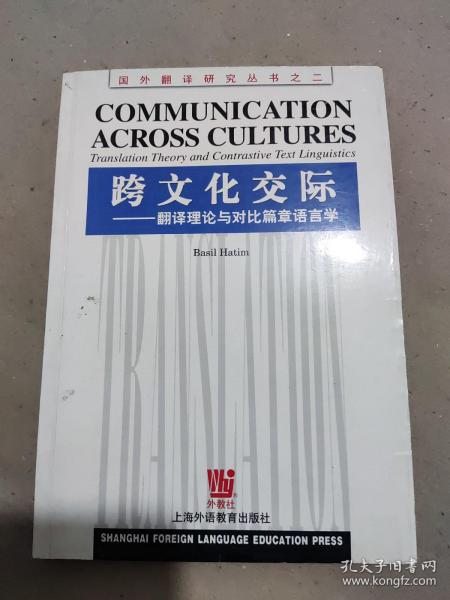 国外翻译研究丛书之二
COMMUNICATION
ACROSS CULTURES
Translation Theory and Contrastive Text Linguistics
跨文化交际
——翻译理论与对比篇章语言学
Basil Hatim
TRANSLATION
Whj®
外教社
上海外语教育出版社
SHANGHAI FOREIGN LANGUAGE EDUCATION PRESS
孔夫子旧书网
www.kongfz.com